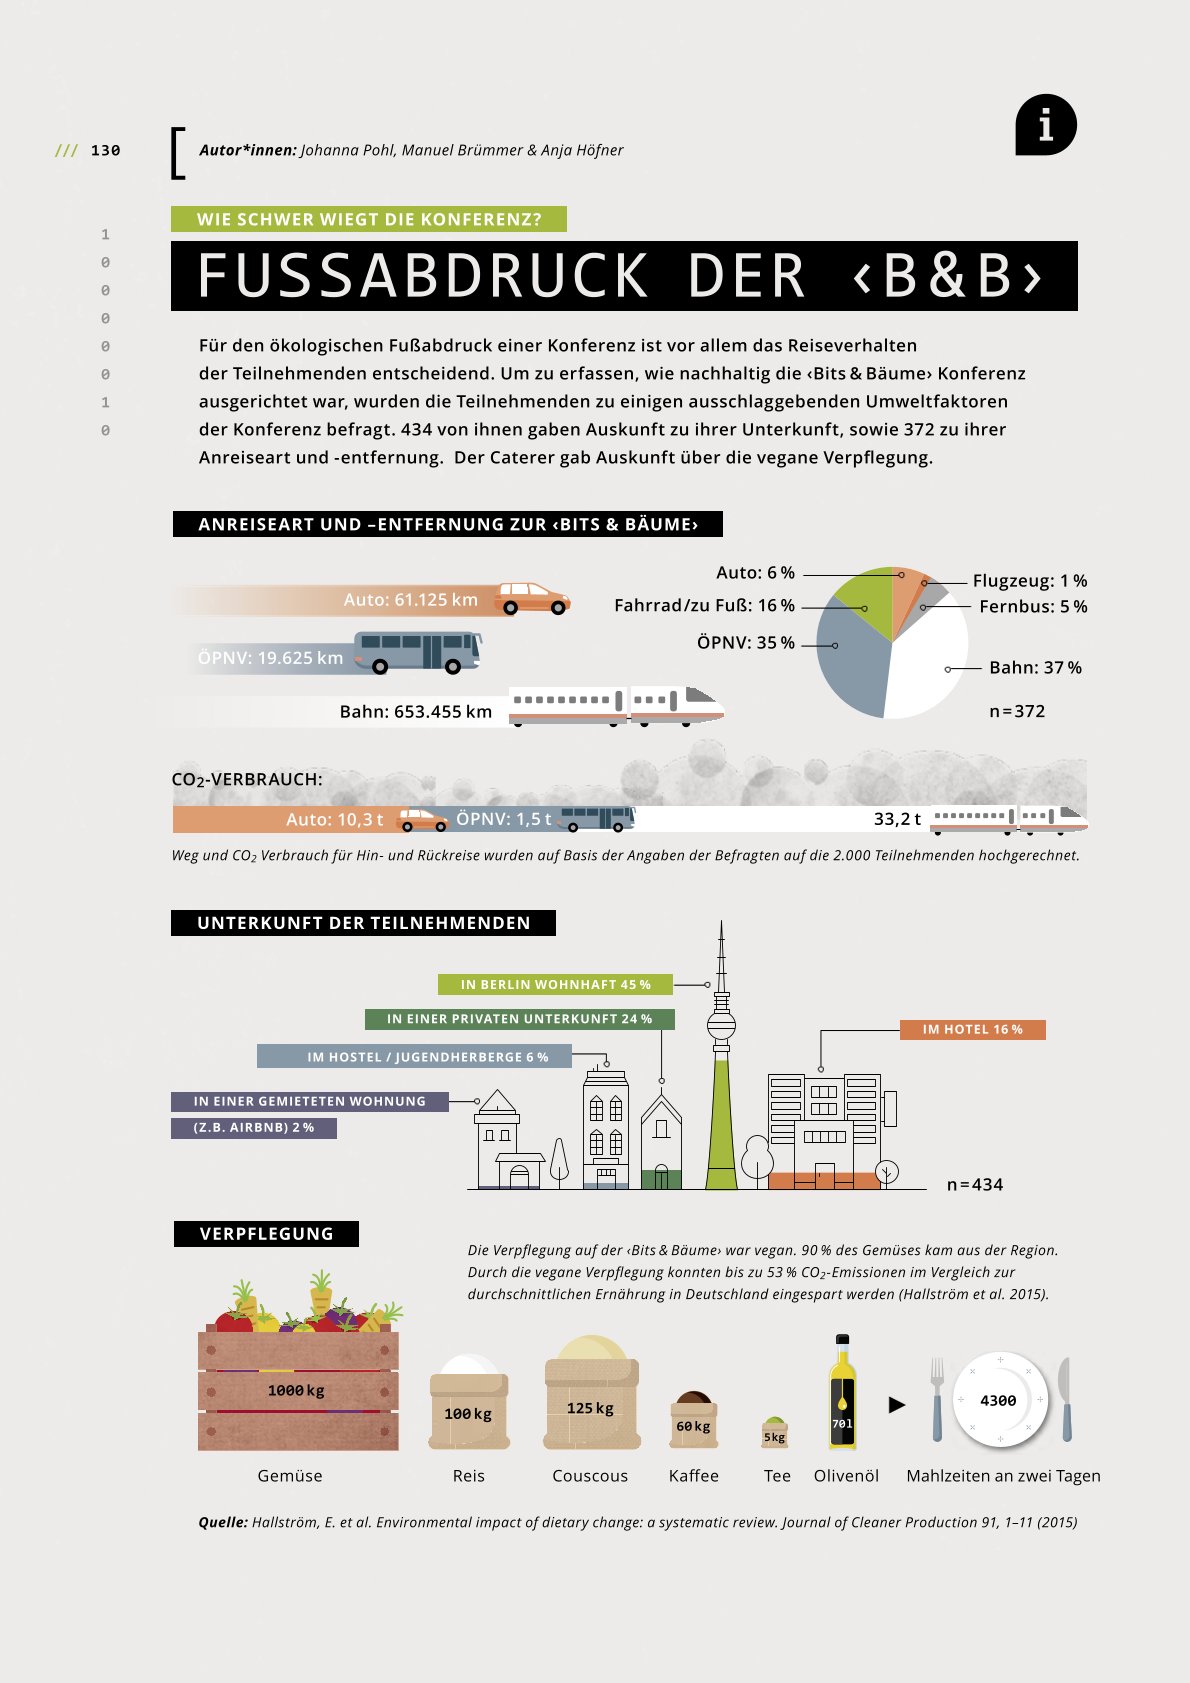 /// 130
Autor*innen: Johanna Pohl, Manuel Brümmer & Anja Höfner
i
1
0
0
0
0
0
1
0
WIE SCHWER WIEGT DIE KONFERENZ?
FUSSABDRUCK DER ‹B&B›
Für den ökologischen Fußabdruck einer Konferenz ist vor allem das Reiseverhalten
der Teilnehmenden entscheidend. Um zu erfassen, wie nachhaltig die ‹Bits & Bäume› Konferenz
ausgerichtet war, wurden die Teilnehmenden zu einigen ausschlaggebenden Umweltfaktoren
der Konferenz befragt. 434 von ihnen gaben Auskunft zu ihrer Unterkunft, sowie 372 zu ihrer
Anreiseart und -entfernung. Der Caterer gab Auskunft über die vegane Verpflegung.
ANREISEART UND –ENTFERNUNG ZUR ‹BITS & BÄUME›
Auto: 61.125 km
ÖPNV: 19.625 km
Bahn: 653.455 km
Auto: 6 %
Fahrrad/zu Fuß: 16 %
ÖPNV: 35 %
Flugzeug: 1 %
Fernbus: 5 %
Bahn: 37 %
n = 372
CO2-VERBRAUCH:
Auto: 10,3 t
ÖPNV: 1,5 t
33,2 t
Weg und CO2 Verbrauch für Hin- und Rückreise wurden auf Basis der Angaben der Befragten auf die 2.000 Teilnehmenden hochgerechnet.
UNTERKUNFT DER TEILNEHMENDEN
IN BERLIN WOHNHAFT 45 %
IN EINER PRIVATEN UNTERKUNFT 24 %
IM HOTEL 16 %
IM HOSTEL / JUGENDHERBERGE 6 %
IN EINER GEMIETETEN WOHNUNG
(Z.B. AIRBNB) 2 %
n = 434
VERPFLEGUNG
Die Verpflegung auf der ‹Bits & Bäume› war vegan. 90 % des Gemüses kam aus der Region.
Durch die vegane Verpflegung konnten bis zu 53 % CO2-Emissionen im Vergleich zur
durchschnittlichen Ernährung in Deutschland eingespart werden (Hallström et al. 2015).
1000 kg
100 kg
125 kg
60 kg
5 kg
70 l
4300
Gemüse
Reis
Couscous
Kaffee
Tee
Olivenöl
Mahlzeiten an zwei Tagen
Quelle: Hallström, E. et al. Environmental impact of dietary change: a systematic review. Journal of Cleaner Production 91, 1–11 (2015)